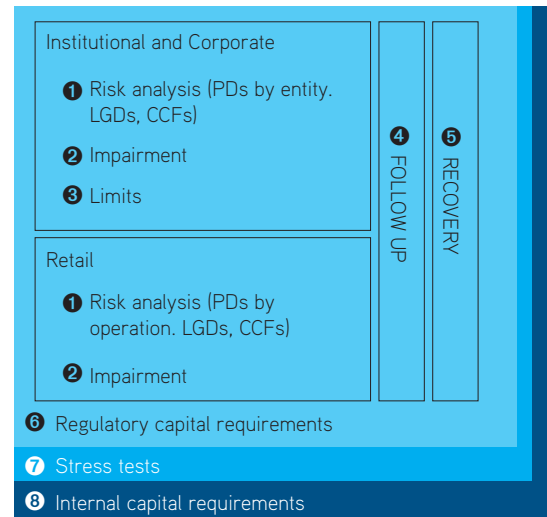 Institutional and Corporate
❶ Risk analysis (PDs by entity.
LGDs, CCFs)
❷ Impairment
❸ Limits
Retail
❶ Risk analysis (PDs by
operation. LGDs, CCFs)
❷ Impairment
❹ FOLLOW UP
❺ RECOVERY
❻ Regulatory capital requirements
❼ Stress tests
❽ Internal capital requirements